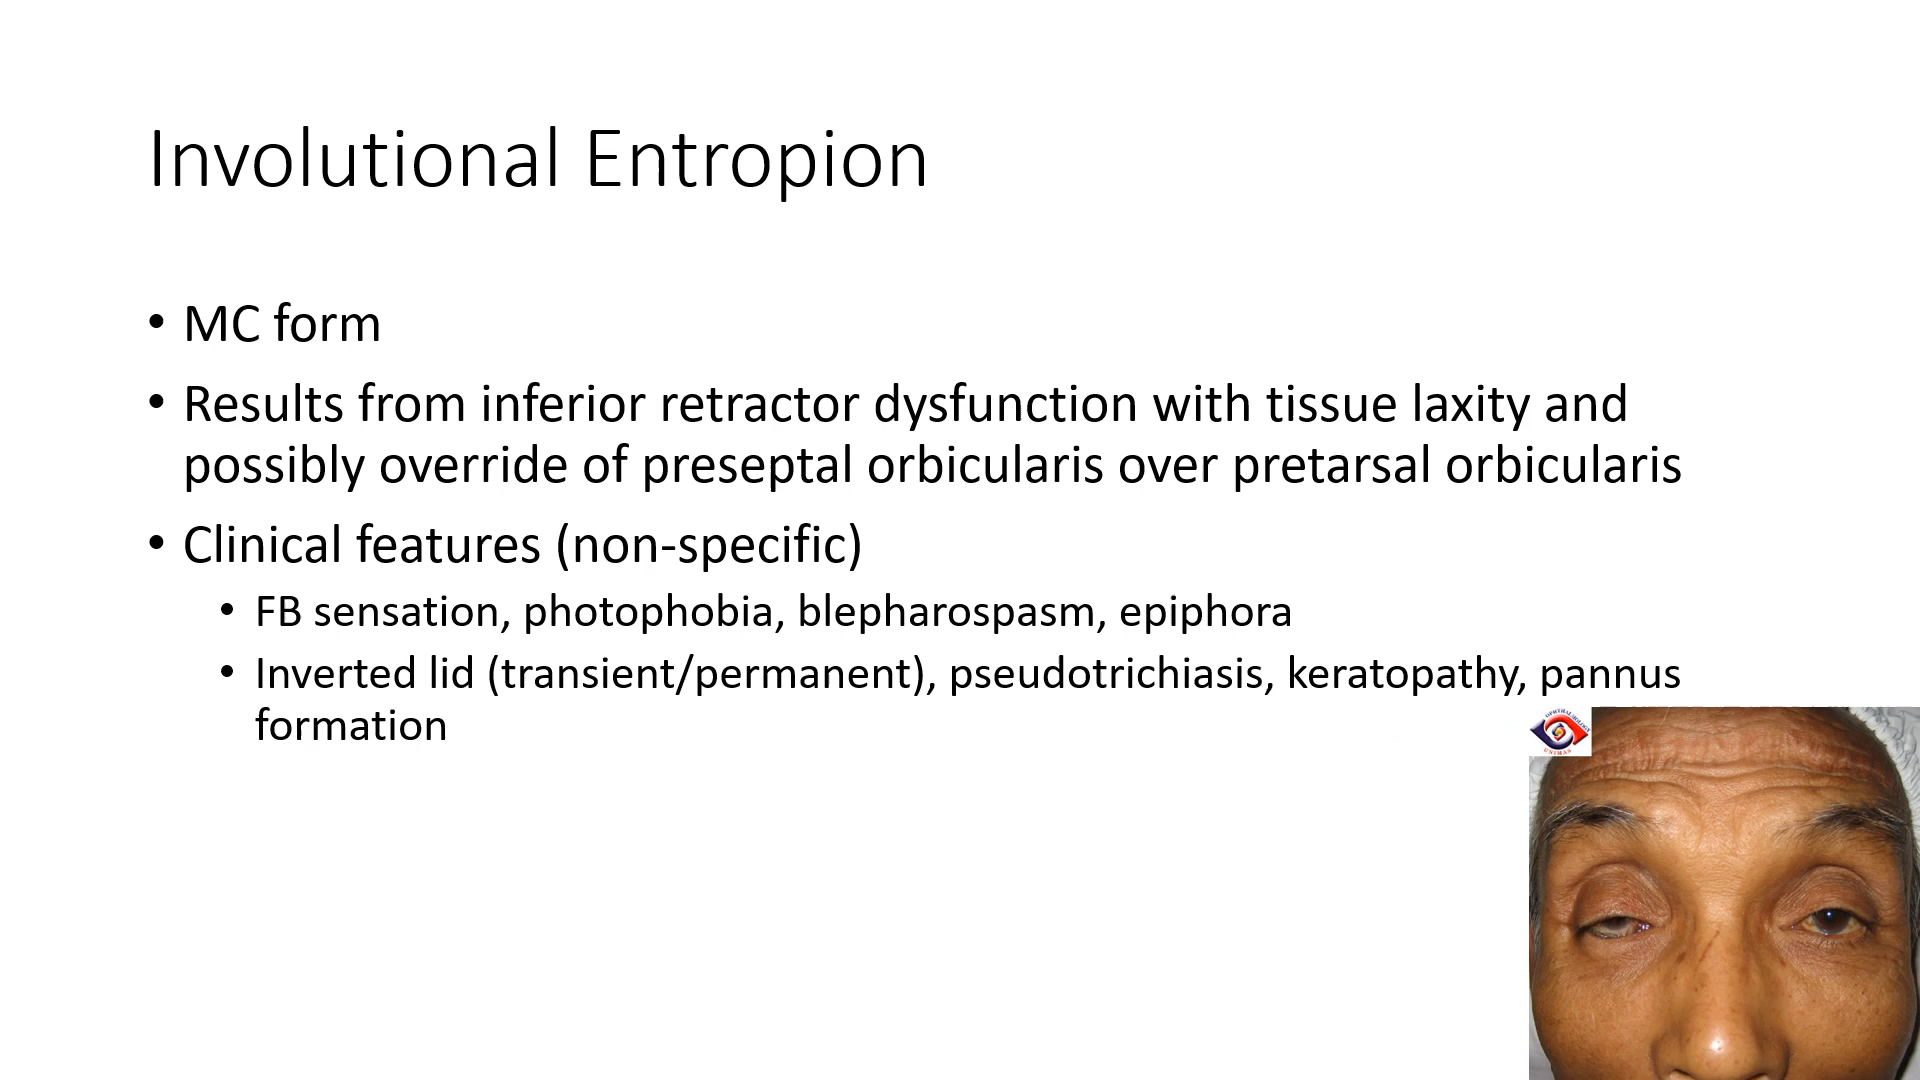 Involutional Entropion
• MC form
• Results from inferior retractor dysfunction with tissue laxity and
possibly override of preseptal orbicularis over pretarsal orbicularis
• Clinical features (non-specific)
• FB sensation, photophobia, blepharospasm, epiphora
• Inverted lid (transient/permanent), pseudotrichiasis, keratopathy, pannus
formation
OPHTHALMOLOGY
UNIMAS